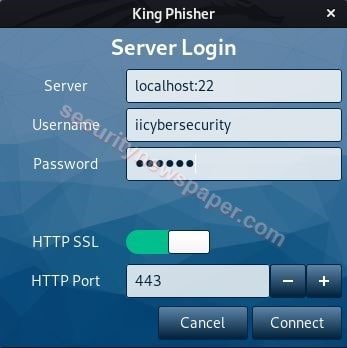 King Phisher
×
Server Login
Server localhost:22
Username iicybersecurity
Password ●●●●●●
securitynewspaper.com
HTTP SSL
HTTP Port 443 − +
Cancel Connect